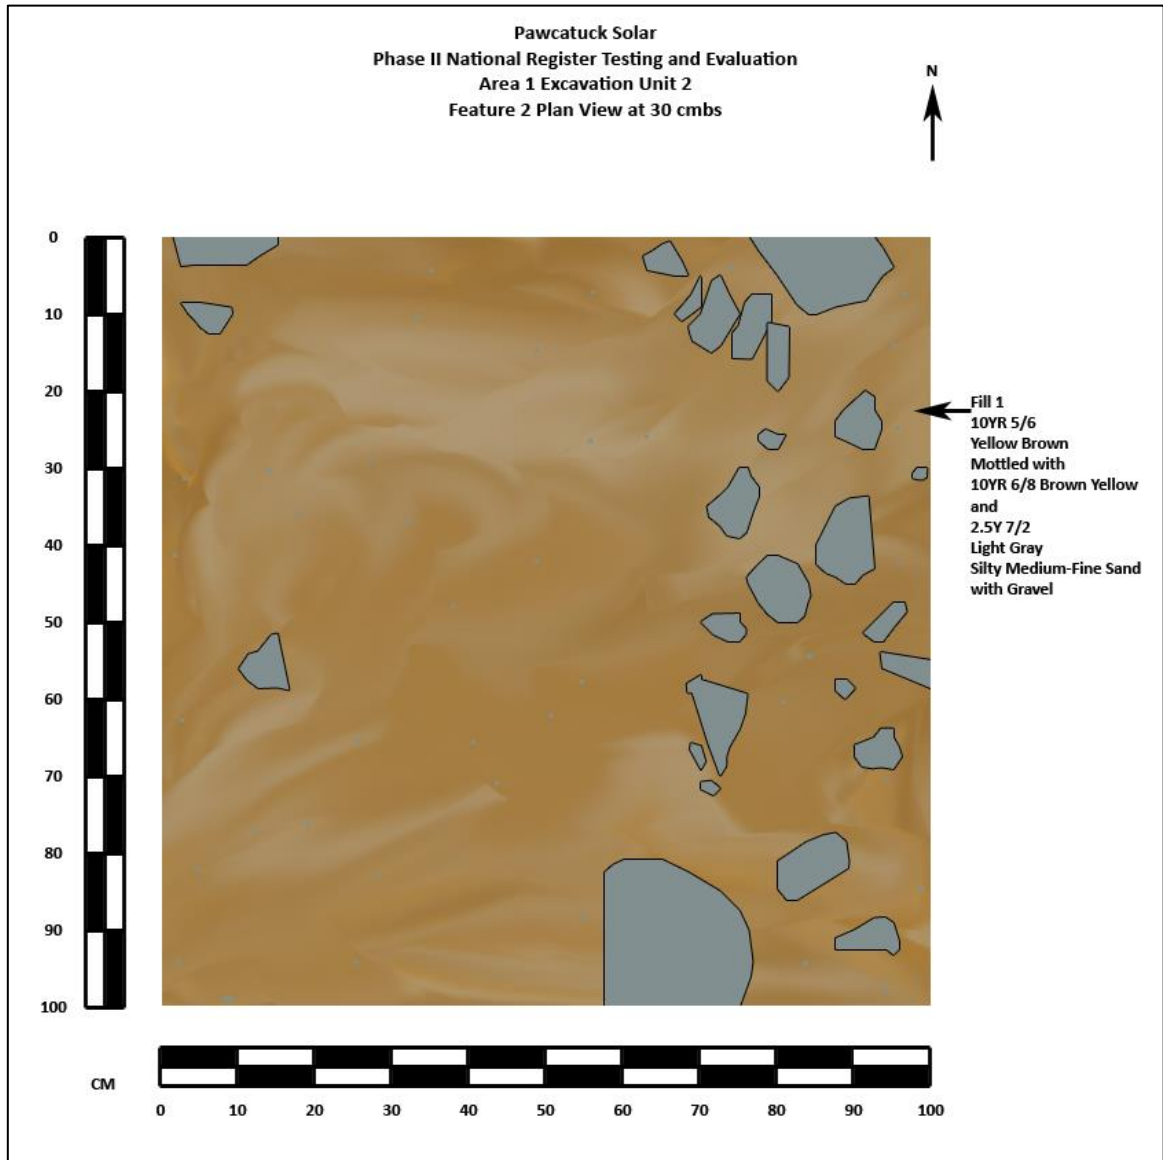 Pawcatuck Solar
Phase II National Register Testing and Evaluation
Area 1 Excavation Unit 2
Feature 2 Plan View at 30 cmbs
N
0
10
20
30
40
50
60
70
80
90
100
Fill 1
10YR 5/6
Yellow Brown
Mottled with
10YR 6/8 Brown Yellow
and
2.5Y 7/2
Light Gray
Silty Medium-Fine Sand
with Gravel
CM
0 10 20 30 40 50 60 70 80 90 100